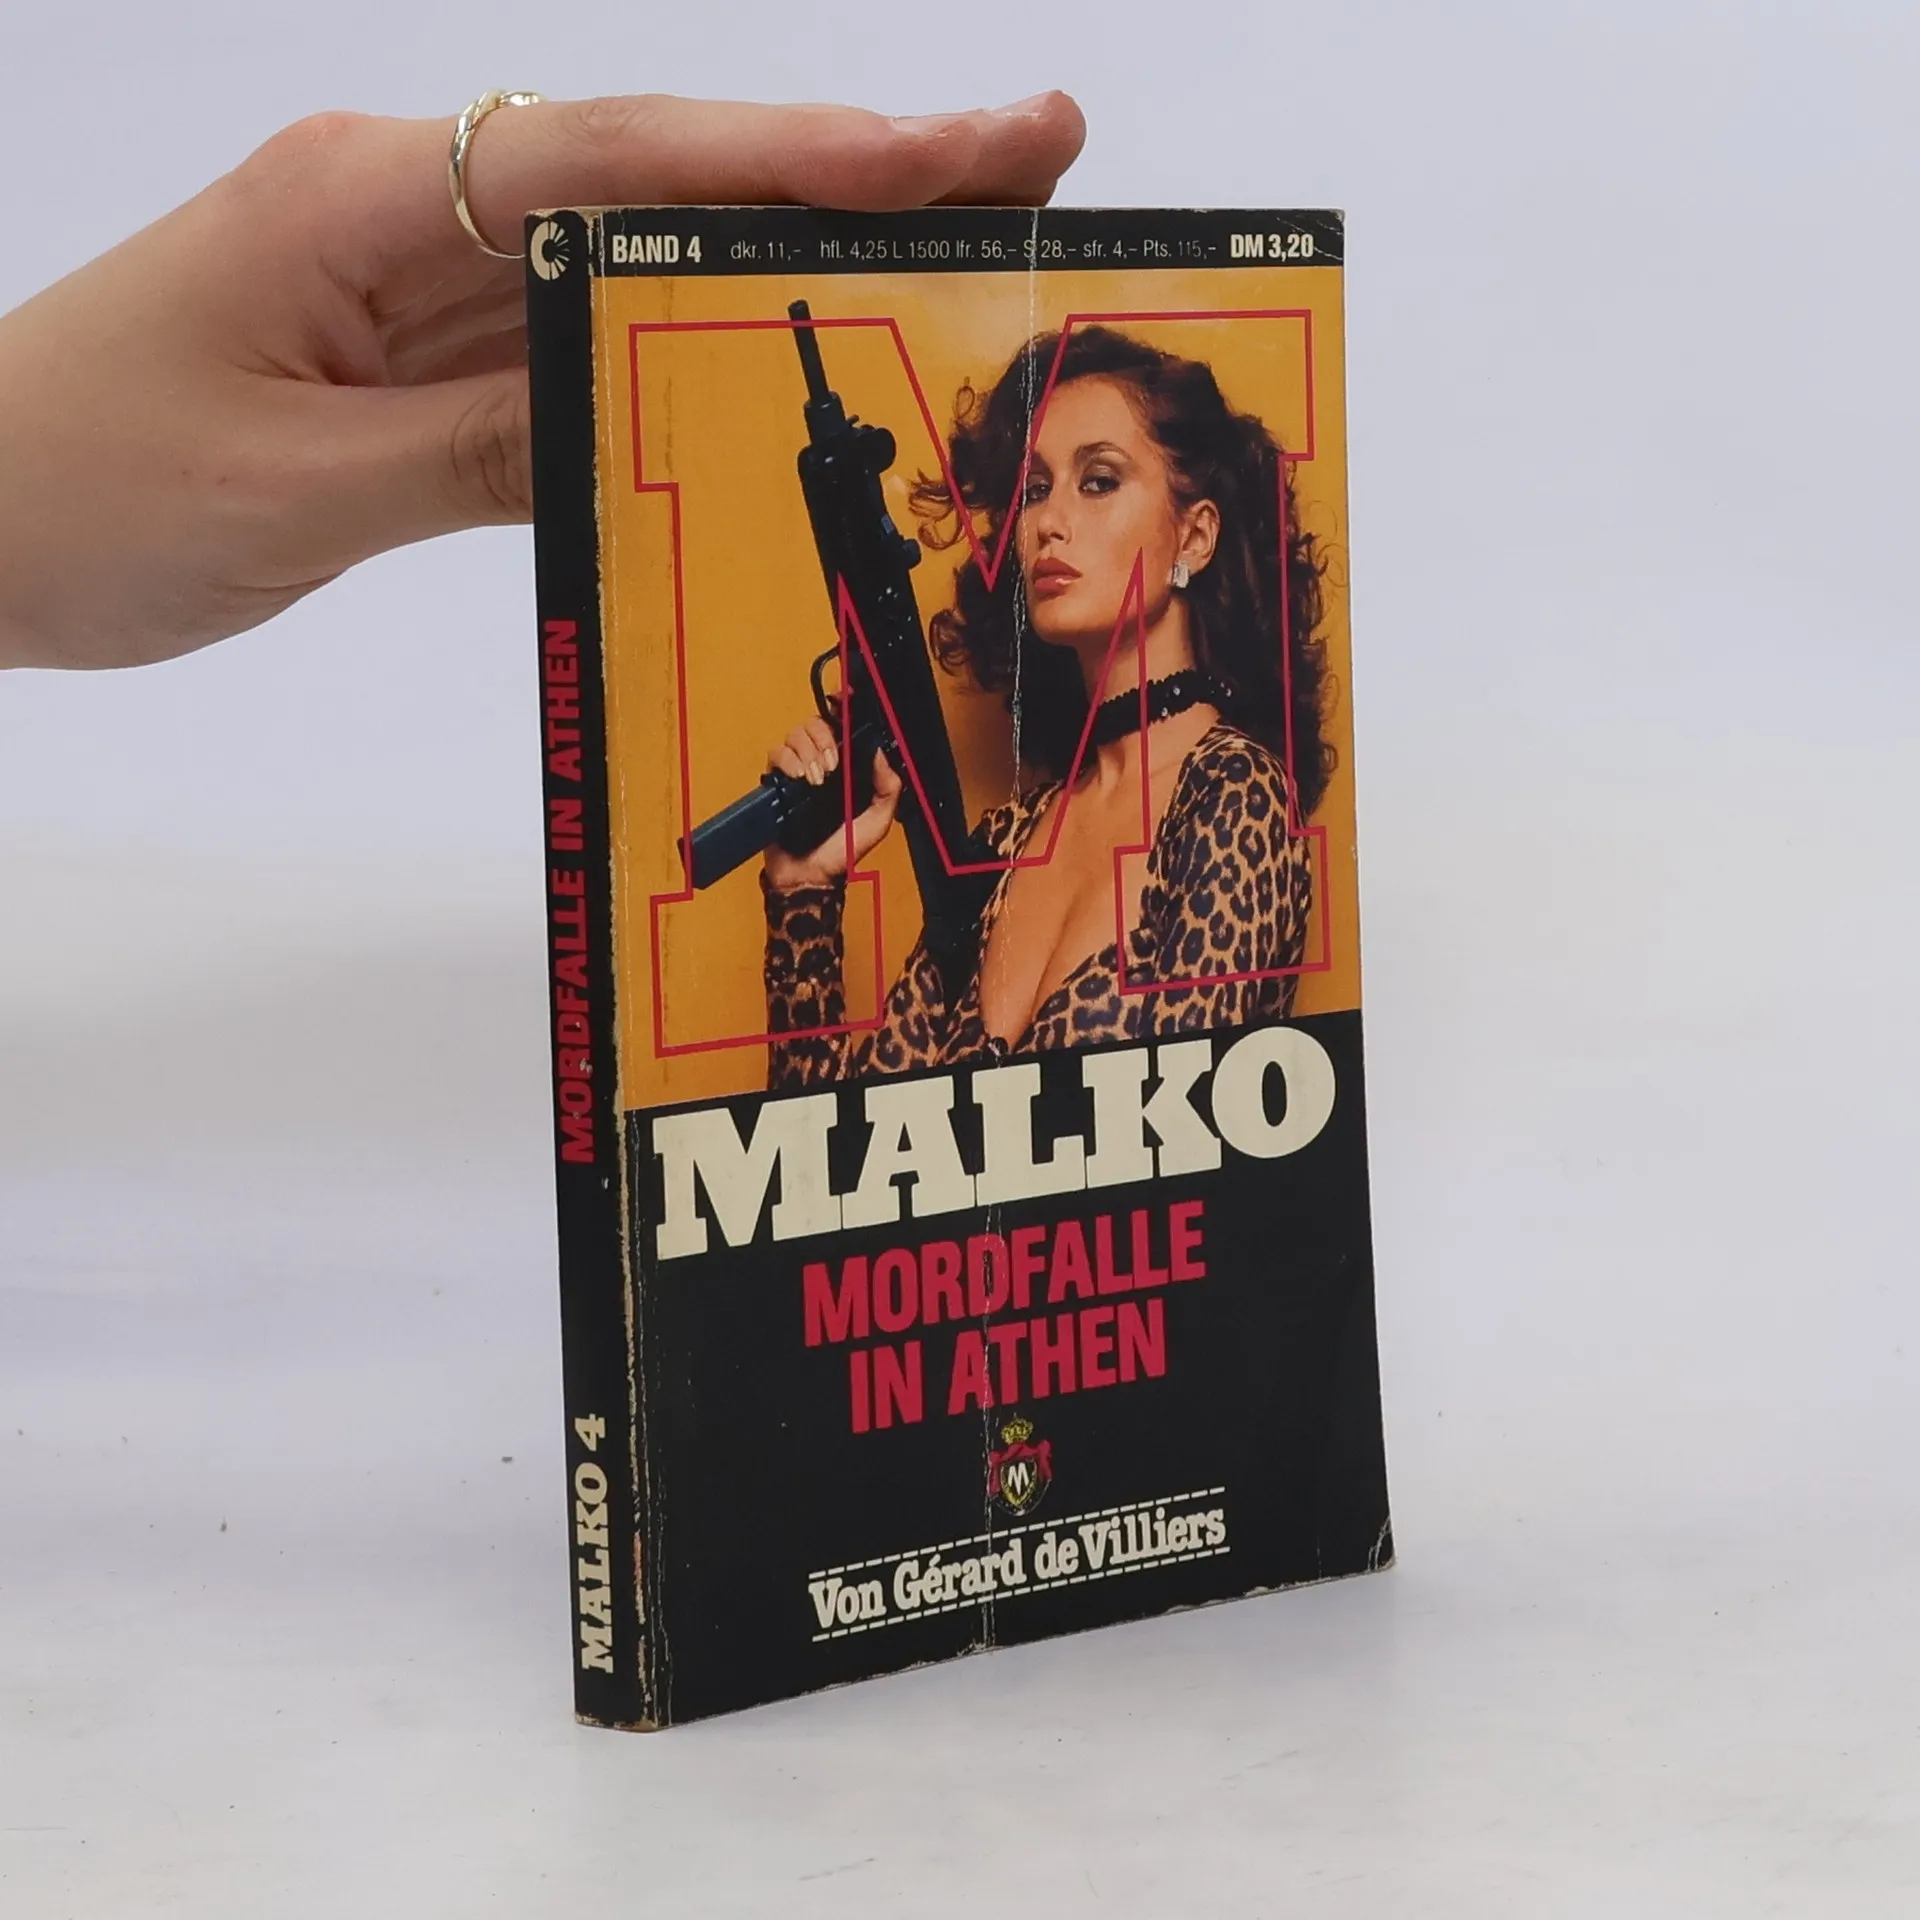 BAND 4 dkr. 11,- hfl. 4,25 L 1500 lfr. 56,- S 28,- sfr. 4,- Pts. 115,- DM 3,20
M
MALKO
MORDFALLE
IN ATHEN
M
Von Gérard de Villiers
MORDFALLE IN ATHEN
MALKO 4